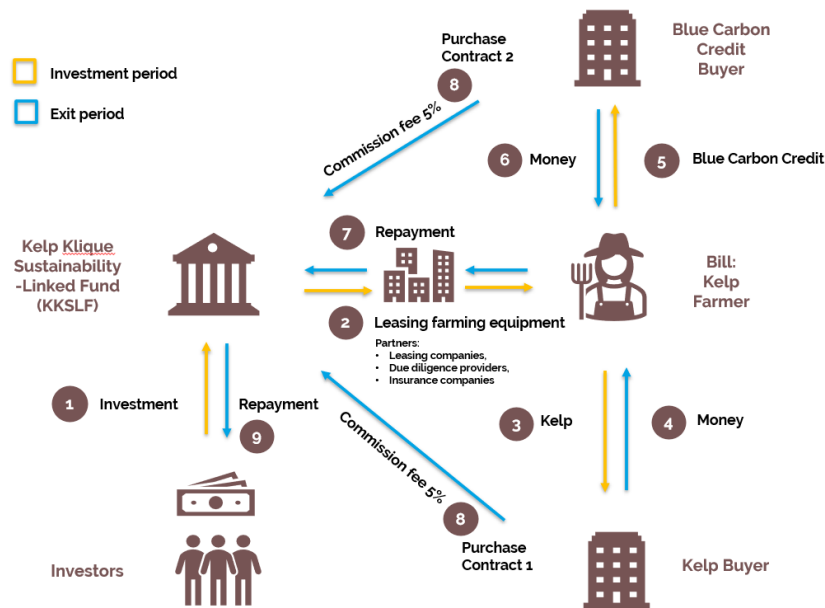 Purchase
Contract 2
8
Blue Carbon
Credit
Buyer
Investment period
Exit period
Commission fee 5%
6
Money
5
Blue Carbon Credit
7
Repayment
Kelp Klique
Sustainability
-Linked Fund
(KKSLF)
Bill:
Kelp
Farmer
2
Leasing farming equipment
Partners:
• Leasing companies,
• Due diligence providers,
• Insurance companies
1
Investment
Repayment
9
3
Kelp
4
Money
Commission fee 5%
8
Purchase
Contract 1
Investors
Kelp Buyer